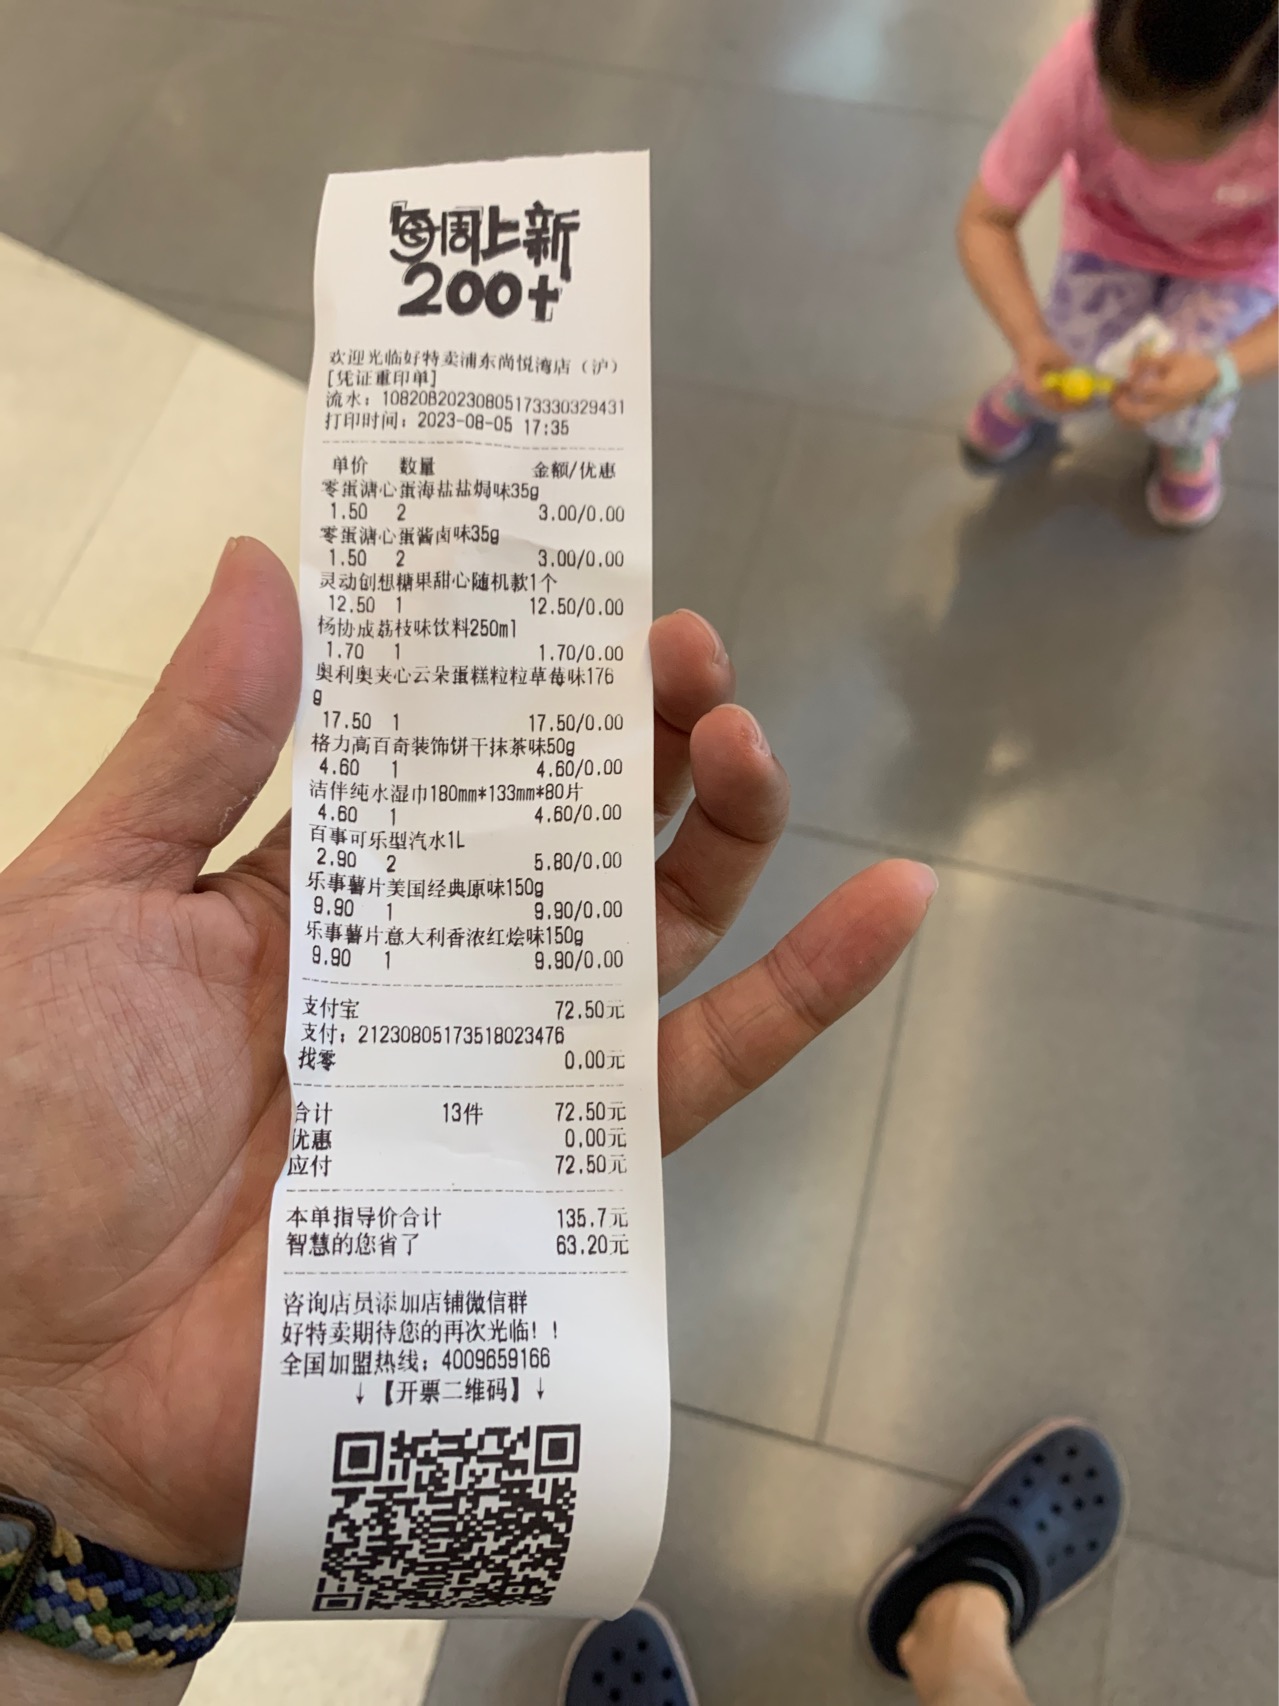 每周上新
200+
欢迎光临好特卖浦东尚悦湾店（沪）
[凭证重印单]
流水：108208202308051733303​29431
打印时间：2023-08-05 17:35
单价 数量 金额/优惠
零蛋溏心蛋海盐盐焗味35g
1.50 2 3.00/0.00
零蛋溏心蛋酱卤味35g
1.50 2 3.00/0.00
灵动创想糖果甜心随机款1个
12.50 1 12.50/0.00
杨协成荔枝味饮料250ml
1.70 1 1.70/0.00
奥利奥夹心云朵蛋糕粒粒草莓味176
g
17.50 1 17.50/0.00
格力高百奇装饰饼干抹茶味50g
4.60 1 4.60/0.00
洁伴纯水湿巾180mm*133mm*80片
4.60 1 4.60/0.00
百事可乐型汽水1L
2.90 2 5.80/0.00
乐事薯片美国经典原味150g
9.90 1 9.90/0.00
乐事薯片意大利香浓红烩味150g
9.90 1 9.90/0.00
支付宝 72.50元
支付：21230805173518023476
找零 0.00元
合计 13件 72.50元
优惠 0.00元
应付 72.50元
本单指导价合计 135.7元
智慧的您省了 63.20元
咨询店员添加店铺微信群
好特卖期待您的再次光临！！
全国加盟热线：4009659166
↓【开票二维码】↓